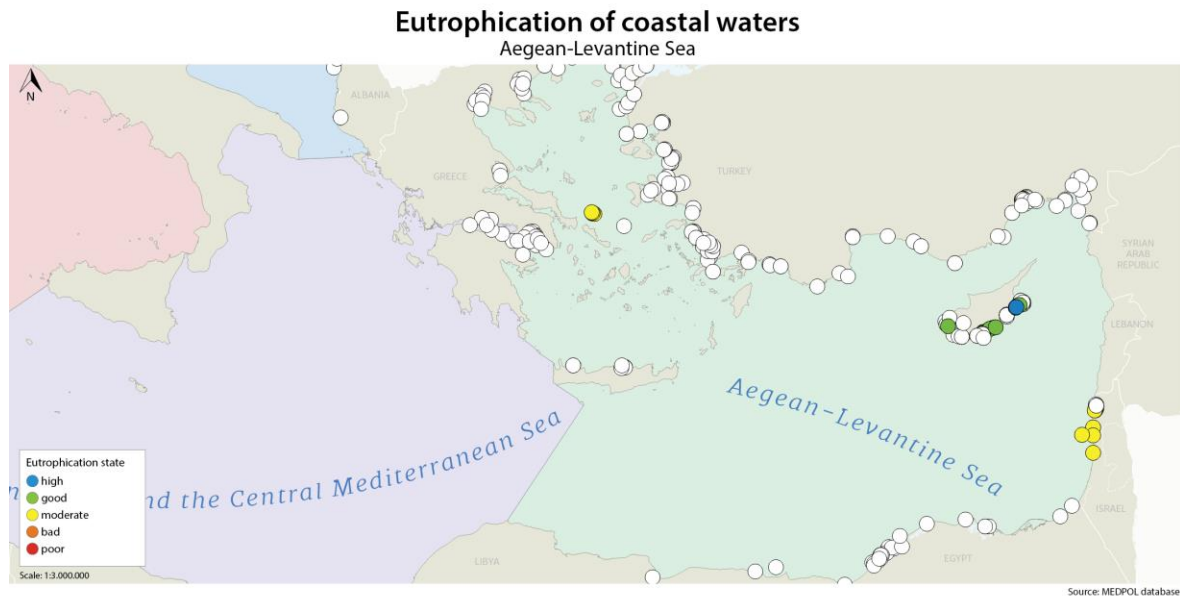 Eutrophication of coastal waters
Aegean-Levantine Sea
N
ALBANIA
GREECE
TURKEY
SYRIAN
ARAB
REPUBLIC
LEBANON
Aegean-Levantine Sea
nd the Central Mediterranean Sea
ISRAEL
EGYPT
LIBYA
Eutrophication state
high
good
moderate
bad
poor
Scale: 1:3.000.000
Source: MEDPOL database